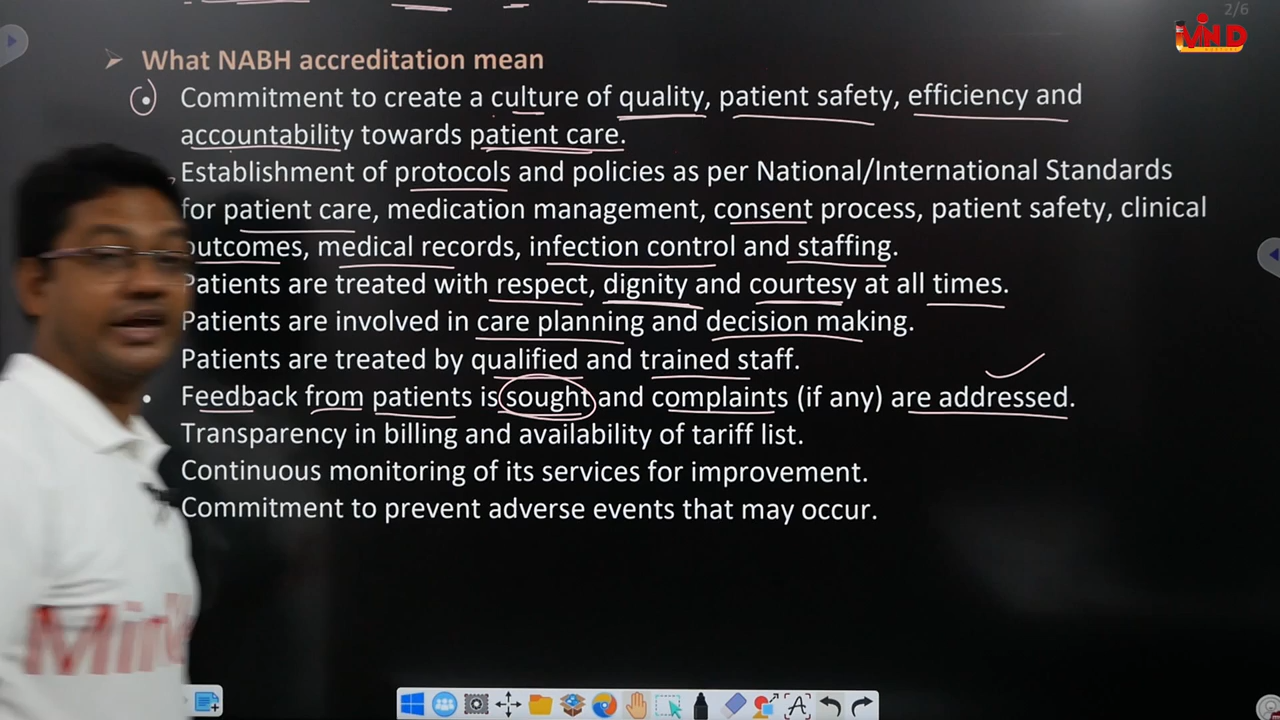 2/6
MIND
➢ What NABH accreditation mean
• Commitment to create a culture of quality, patient safety, efficiency and
accountability towards patient care.
Establishment of protocols and policies as per National/International Standards
for patient care, medication management, consent process, patient safety, clinical
outcomes, medical records, infection control and staffing.
Patients are treated with respect, dignity and courtesy at all times.
Patients are involved in care planning and decision making.
Patients are treated by qualified and trained staff.
• Feedback from patients is sought and complaints (if any) are addressed.
Transparency in billing and availability of tariff list.
Continuous monitoring of its services for improvement.
Commitment to prevent adverse events that may occur.